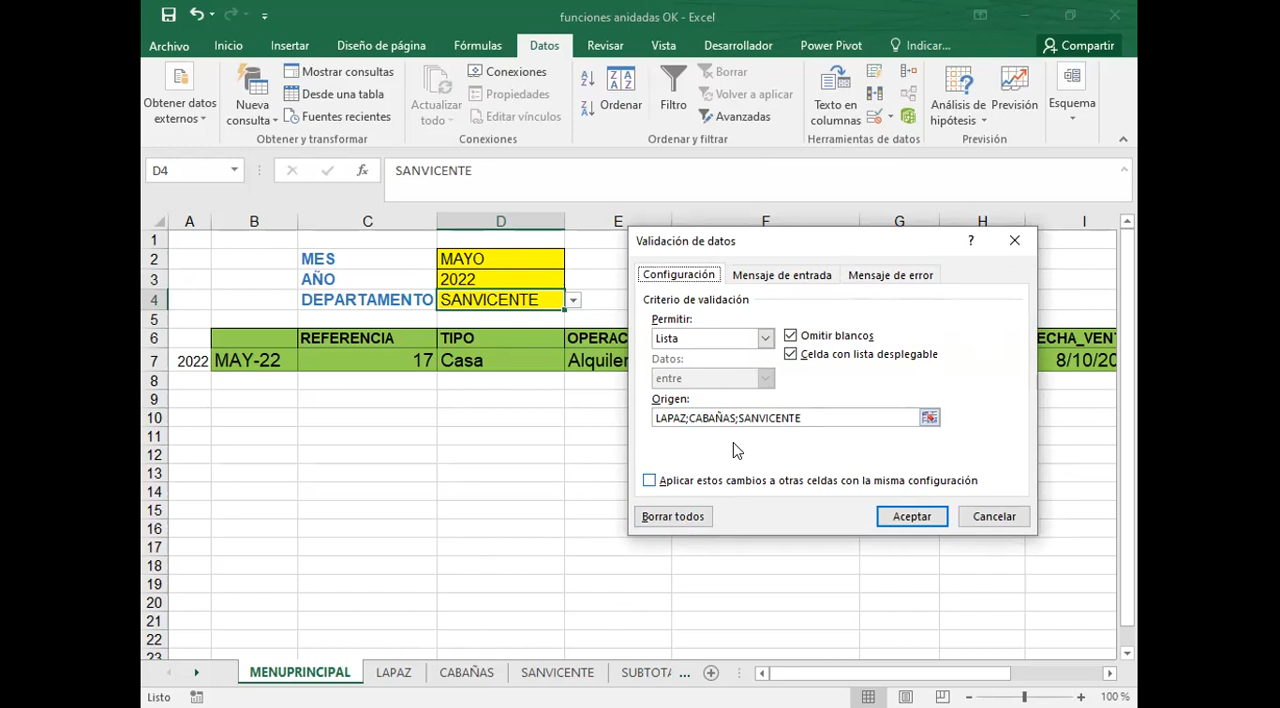 funciones anidadas OK - Excel
Archivo Inicio Insertar Diseño de página Fórmulas Datos Revisar Vista Desarrollador Power Pivot Indicar... Compartir
Obtener datos externos
Nueva consulta
Mostrar consultas
Desde una tabla
Fuentes recientes
Obtener y transformar
Actualizar todo
Conexiones
Propiedades
Editar vínculos
Conexiones
A Z
Z A
Z A
A Z
Ordenar
Filtro
Borrar
Volver a aplicar
Avanzadas
Ordenar y filtrar
Texto en columnas
Herramientas de datos
Análisis de hipótesis
Previsión
Previsión
Esquema
D4 fx SANVICENTE
A B C D E F G H I
1
2 MES MAYO
3 AÑO 2022
4 DEPARTAMENTO SANVICENTE
5
6 REFERENCIA TIPO OPERAC ECHA_VENT
7 2022 MAY-22 17 Casa Alquiler 8/10/20
8
9
10
11
12
13
14
15
16
17
18
19
20
21
22
23
Validación de datos ?
Configuración Mensaje de entrada Mensaje de error
Criterio de validación
Permitir:
Lista
Omitir blancos
Celda con lista desplegable
Datos:
entre
Origen:
LAPAZ;CABAÑAS;SANVICENTE
Aplicar estos cambios a otras celdas con la misma configuración
Borrar todos Aceptar Cancelar
MENUPRINCIPAL LAPAZ CABAÑAS SANVICENTE SUBTOTA ...
Listo 100 %